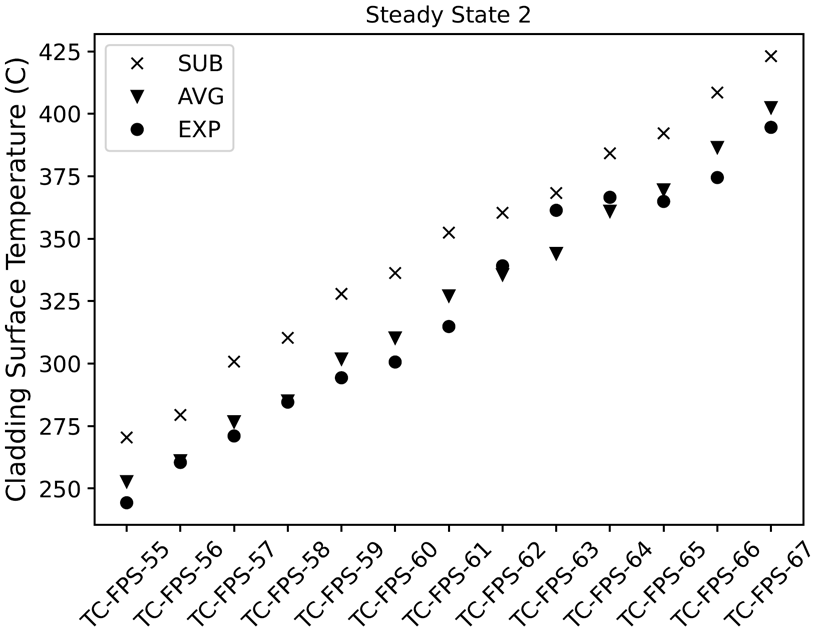 Steady State 2
Cladding Surface Temperature (C)
425
400
375
350
325
300
275
250
SUB
AVG
EXP
TC-FPS-55
TC-FPS-56
TC-FPS-57
TC-FPS-58
TC-FPS-59
TC-FPS-60
TC-FPS-61
TC-FPS-62
TC-FPS-63
TC-FPS-64
TC-FPS-65
TC-FPS-66
TC-FPS-67